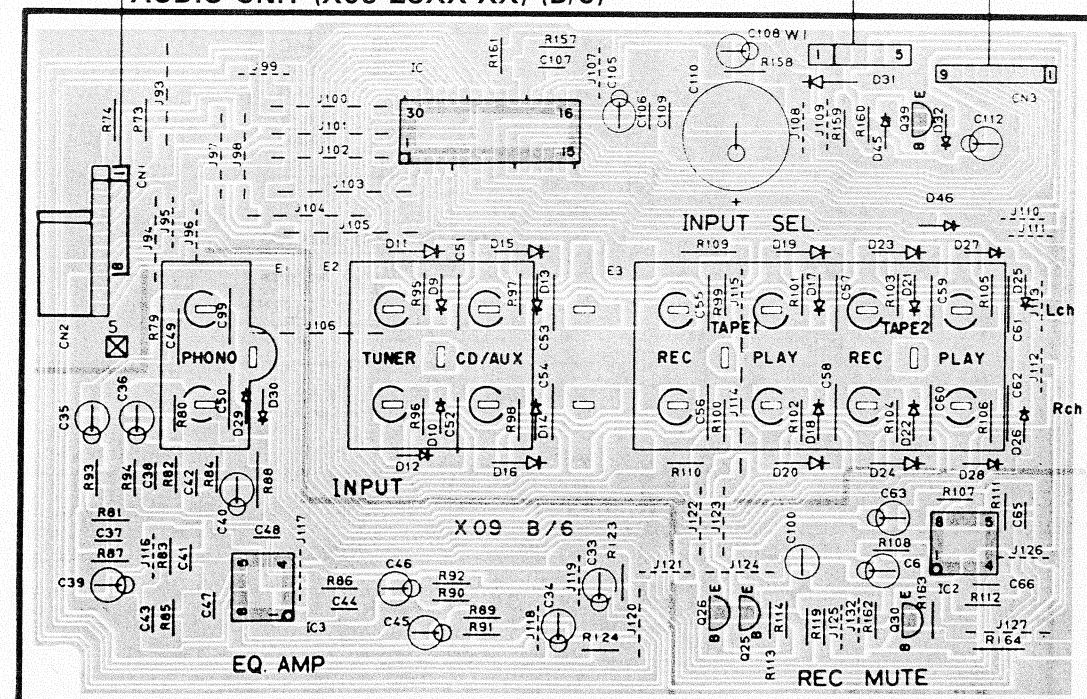 C108 W1
R161 R157
C107
J107
C105
IC
C110
R158
1 5
D31
9 1
CN3
J99
J93
R74 P73
J100
J101
J102
J97 J98
30 16
15
C106 C109
J108 J109 R159 R160 D45
Q39 E B D32
C112
CN1
1
J103
J104
J105
J95
J94 J96
18
+
INPUT SEL.
D46
J110
J111
D11 C51 D15
R109 D19 D23 D27
E1 E2 E3
R95 D9 R97 D13
C55 R99 J115 R101 D17 C57 R103 D21 C59 R105 D25 J113
Lch
C99
R79 C49
J106
C53
TAPE1 TAPE2
C61
CN2
5
PHONO TUNER CD/AUX
REC PLAY REC PLAY
J112
C54 C58 C62
C36
C35
R80 C50 D29 D30
R96 D10 C52 R98 D14
C56 R100 J114 R102 D18 R104 D22 C60 R106 D26
Rch
D12 D16
R110 D20 D24 D28
R93 R94 C38 R82 C42 R84 C40 R88
INPUT
R81
C37
R87
J116 R83 C41
C48
J117
X09 B/6
J122 J123
C63
R107 R111
C65
8 5
C33 R123
C100
R108
J126
5 4
C39
R86
C44
C46 R92
R90
J119
J121 J124
C6
4
IC2 C66
R112
C43 R85 C47
8
IC3
C45
R89
R91
J118 C34
R124
J120
Q26 E B
Q25 E B
R114
R113
R119 J125 J132 R162
Q30 E B R163
J127
R164
EQ. AMP
REC MUTE